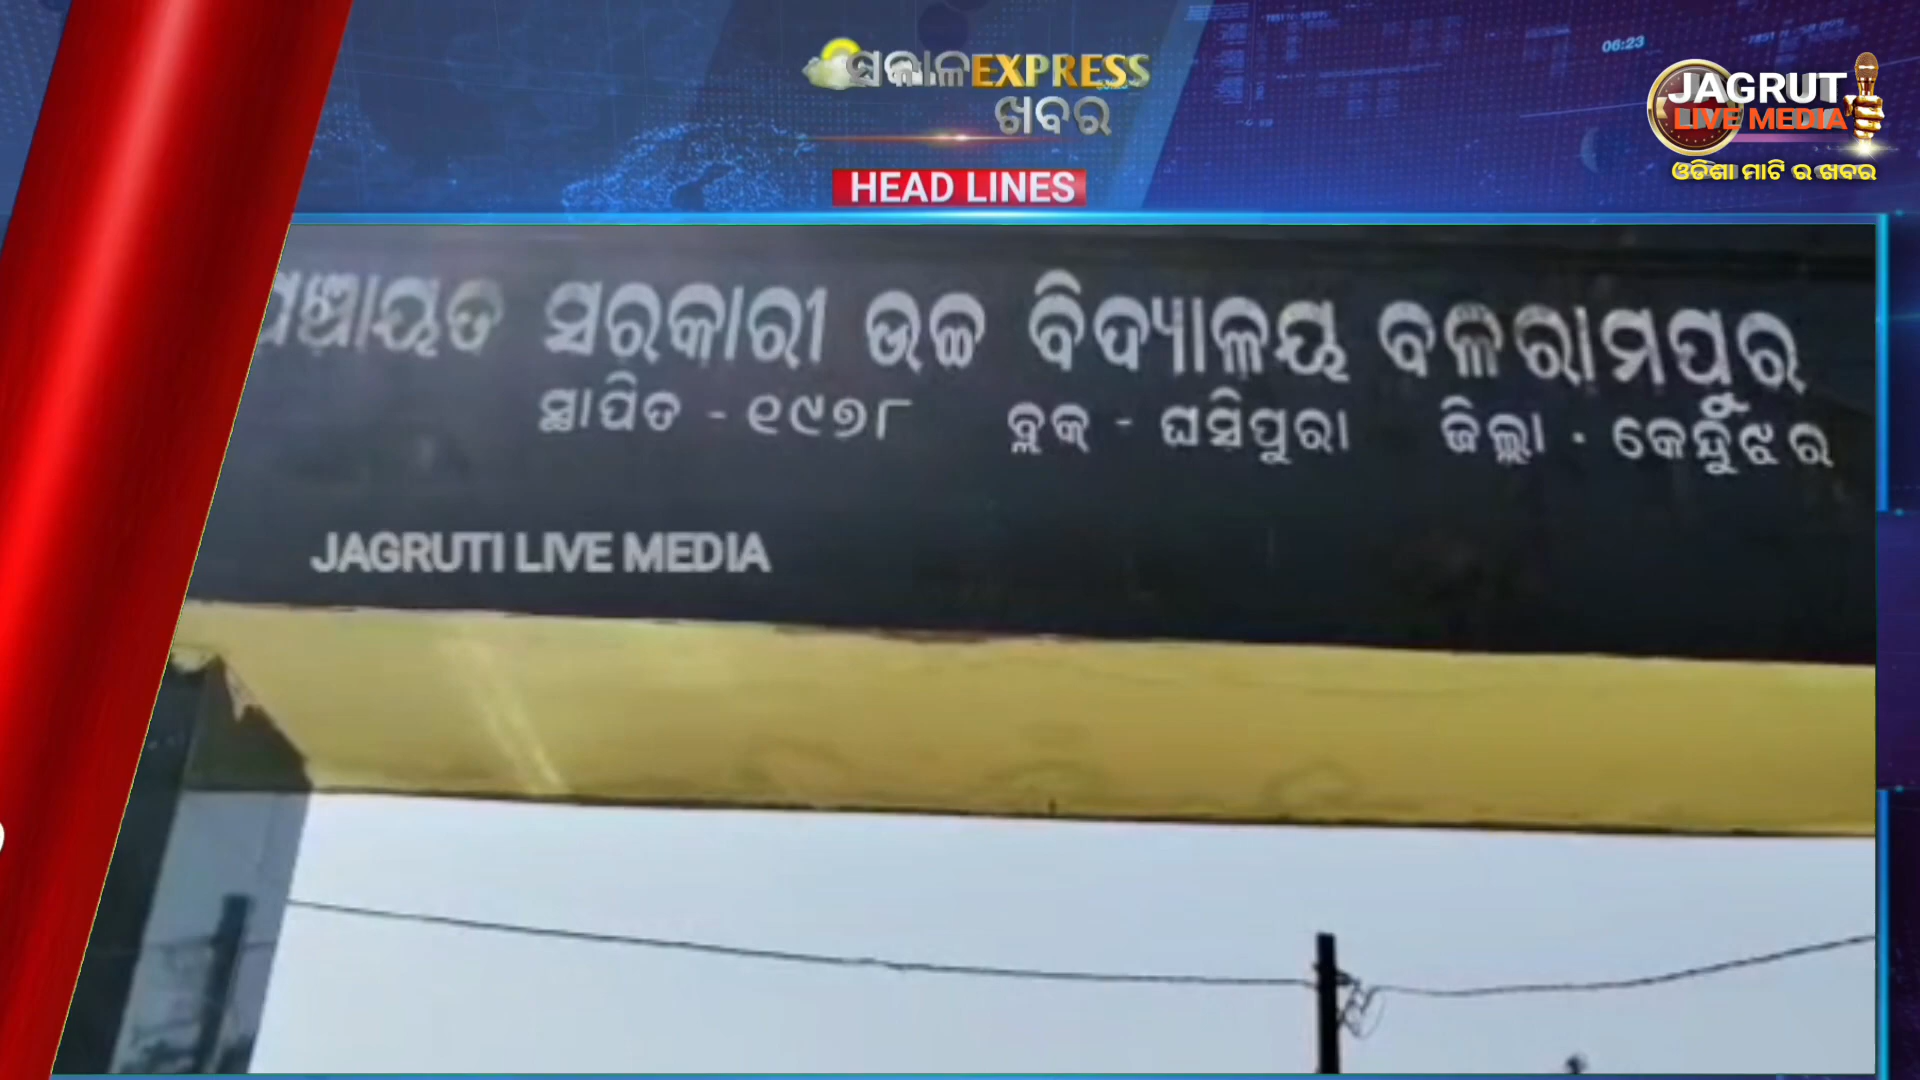 ସକାଳ EXPRESS
ଖବର
HEAD LINES
06:23
JAGRUT
LIVE MEDIA
ଓଡିଶା ମାଟି ର ଖବର
ପଞ୍ଚାୟତ ସରକାରୀ ଉଚ୍ଚ ବିଦ୍ୟାଳୟ ବଳରାମପୁର
ସ୍ଥାପିତ - ୧୯୭୮ ବ୍ଲକ୍ - ଘସିପୁରା ଜିଲ୍ଲା - କେନ୍ଦୁଝର
JAGRUTI LIVE MEDIA